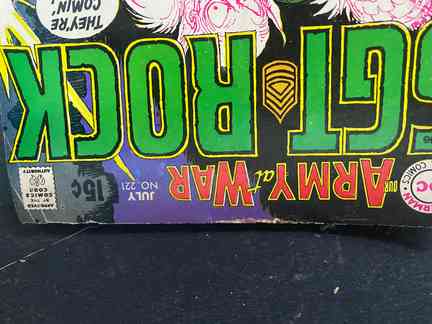 APPROVED
BY THE
COMICS
CODE
AUTHORITY
15¢
JULY
NO. 221
OUR
ARMY at WAR
DC
COMICS
SGT ROCK
THEY'RE
COMIN',